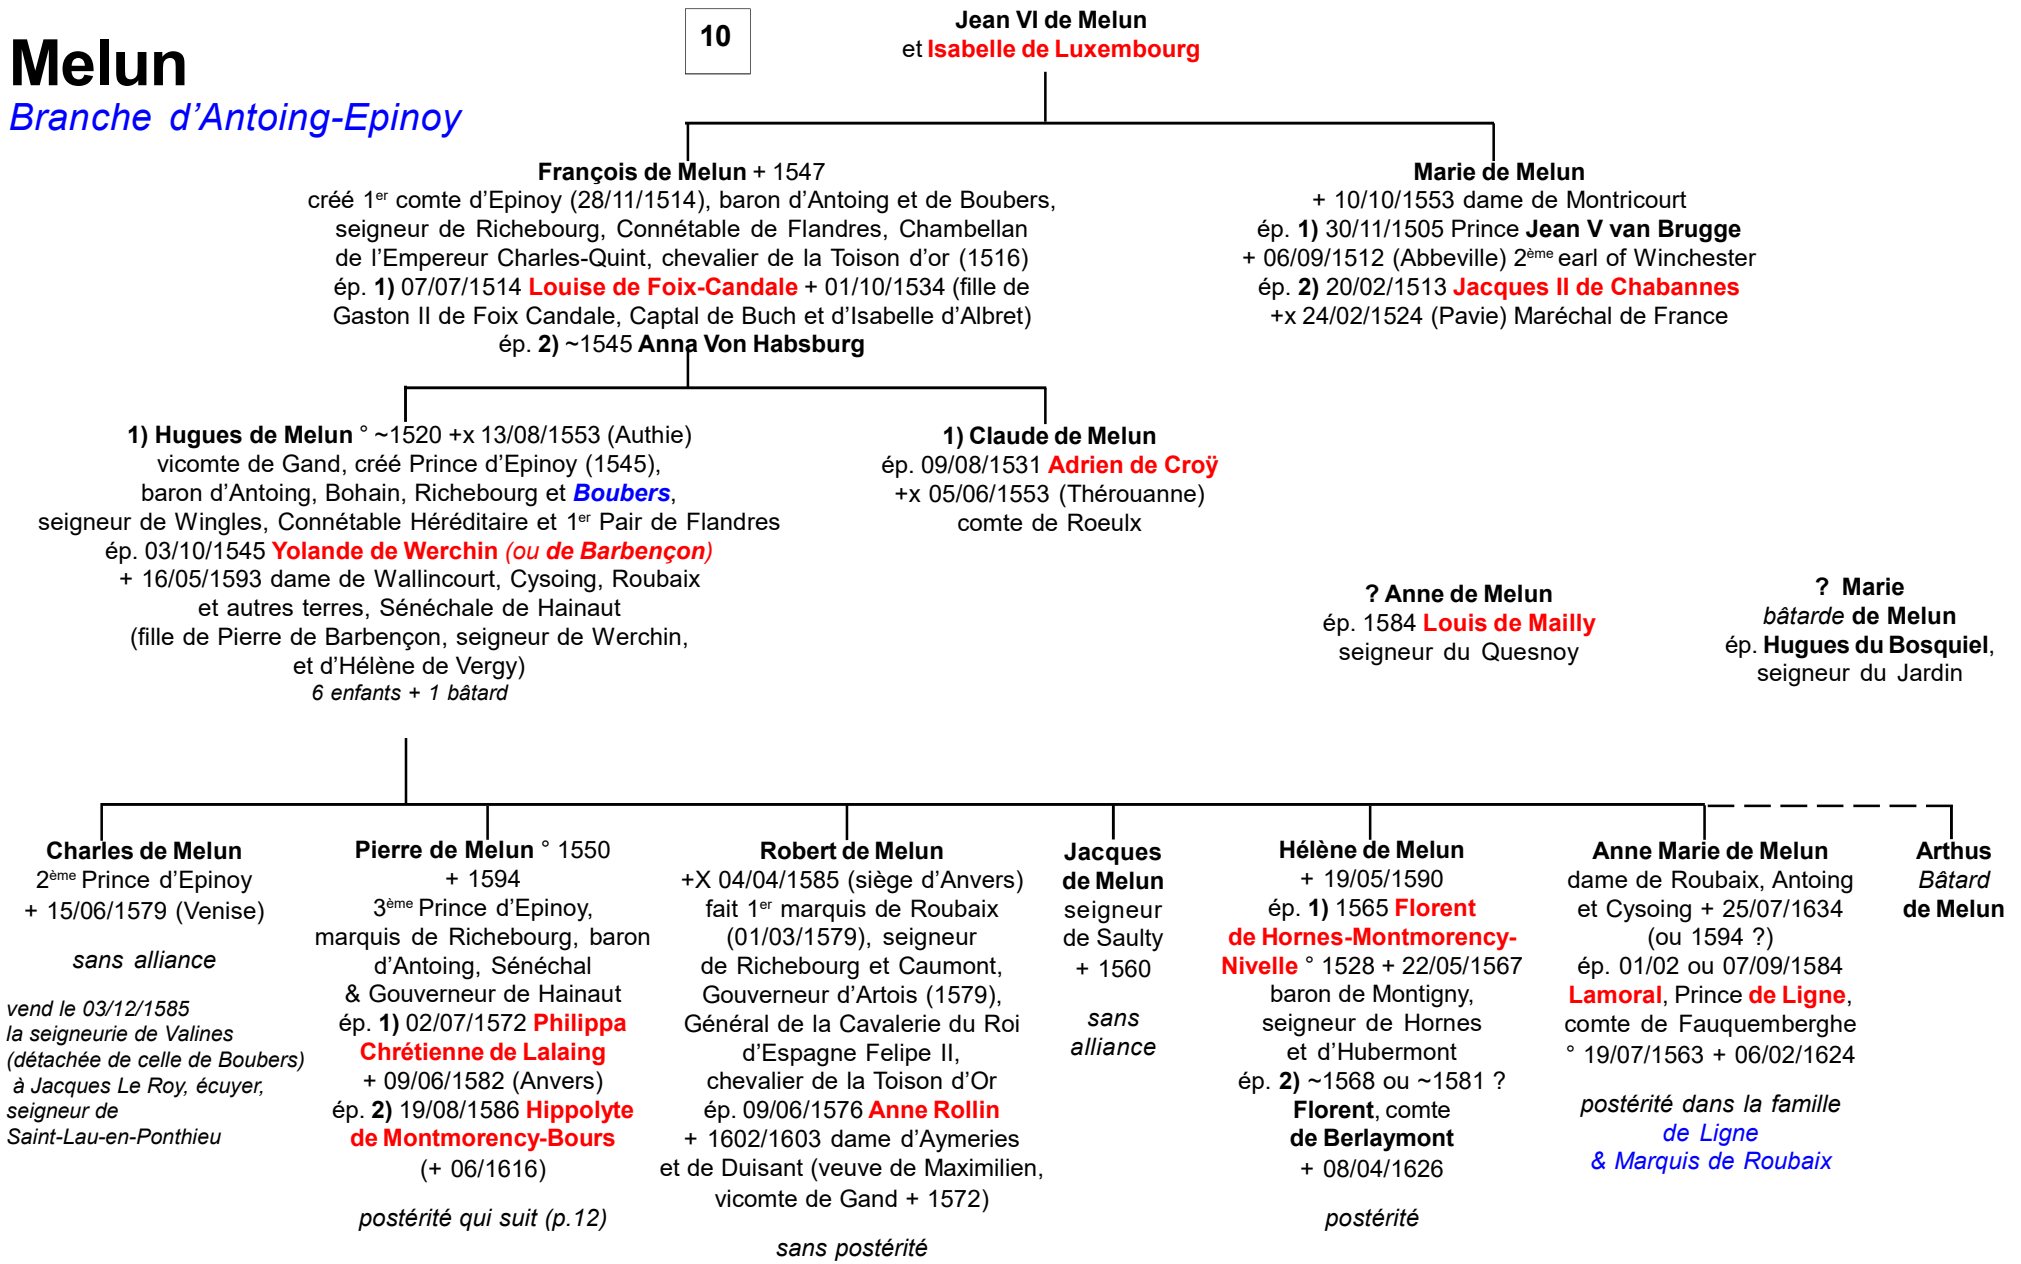 Melun
Branche d'Antoing-Epinoy
10
Jean VI de Melun
et Isabelle de Luxembourg
François de Melun + 1547
créé 1er comte d'Epinoy (28/11/1514), baron d'Antoing et de Boubers,
seigneur de Richebourg, Connétable de Flandres, Chambellan
de l'Empereur Charles-Quint, chevalier de la Toison d'or (1516)
ép. 1) 07/07/1514 Louise de Foix-Candale + 01/10/1534 (fille de
Gaston II de Foix Candale, Captal de Buch et d'Isabelle d'Albret)
ép. 2) ~1545 Anna Von Habsburg
Marie de Melun
+ 10/10/1553 dame de Montricourt
ép. 1) 30/11/1505 Prince Jean V van Brugge
+ 06/09/1512 (Abbeville) 2ème earl of Winchester
ép. 2) 20/02/1513 Jacques II de Chabannes
+x 24/02/1524 (Pavie) Maréchal de France
1) Hugues de Melun ° ~1520 +x 13/08/1553 (Authie)
vicomte de Gand, créé Prince d'Epinoy (1545),
baron d'Antoing, Bohain, Richebourg et Boubers,
seigneur de Wingles, Connétable Héréditaire et 1er Pair de Flandres
ép. 03/10/1545 Yolande de Werchin (ou de Barbençon)
+ 16/05/1593 dame de Wallincourt, Cysoing, Roubaix
et autres terres, Sénéchale de Hainaut
(fille de Pierre de Barbençon, seigneur de Werchin,
et d'Hélène de Vergy)
6 enfants + 1 bâtard
1) Claude de Melun
ép. 09/08/1531 Adrien de Croÿ
+x 05/06/1553 (Thérouanne)
comte de Roeulx
? Anne de Melun
ép. 1584 Louis de Mailly
seigneur du Quesnoy
? Marie
bâtarde de Melun
ép. Hugues du Bosquiel,
seigneur du Jardin
Charles de Melun
2ème Prince d'Epinoy
+ 15/06/1579 (Venise)
sans alliance
vend le 03/12/1585
la seigneurie de Valines
(détachée de celle de Boubers)
à Jacques Le Roy, écuyer,
seigneur de
Saint-Lau-en-Ponthieu
Pierre de Melun ° 1550
+ 1594
3ème Prince d'Epinoy,
marquis de Richebourg, baron
d'Antoing, Sénéchal
& Gouverneur de Hainaut
ép. 1) 02/07/1572 Philippa
Chrétienne de Lalaing
+ 09/06/1582 (Anvers)
ép. 2) 19/08/1586 Hippolyte
de Montmorency-Bours
(+ 06/1616)
postérité qui suit (p.12)
Robert de Melun
+X 04/04/1585 (siège d'Anvers)
fait 1er marquis de Roubaix
(01/03/1579), seigneur
de Richebourg et Caumont,
Gouverneur d'Artois (1579),
Général de la Cavalerie du Roi
d'Espagne Felipe II,
chevalier de la Toison d'Or
ép. 09/06/1576 Anne Rollin
+ 1602/1603 dame d'Aymeries
et de Duisant (veuve de Maximilien,
vicomte de Gand + 1572)
sans postérité
Jacques
de Melun
seigneur
de Saulty
+ 1560
sans
alliance
Hélène de Melun
+ 19/05/1590
ép. 1) 1565 Florent
de Hornes-Montmorency-
Nivelle ° 1528 + 22/05/1567
baron de Montigny,
seigneur de Hornes
et d'Hubermont
ép. 2) ~1568 ou ~1581 ?
Florent, comte
de Berlaymont
+ 08/04/1626
postérité
Anne Marie de Melun
dame de Roubaix, Antoing
et Cysoing + 25/07/1634
(ou 1594 ?)
ép. 01/02 ou 07/09/1584
Lamoral, Prince de Ligne,
comte de Fauquemberghe
° 19/07/1563 + 06/02/1624
postérité dans la famille
de Ligne
& Marquis de Roubaix
Arthus
Bâtard
de Melun